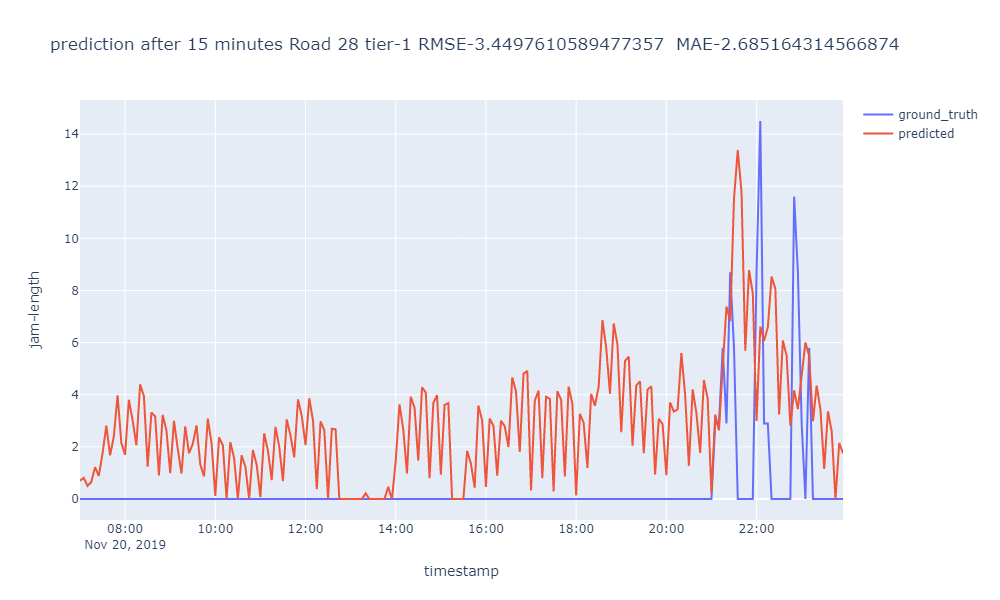 prediction after 15 minutes Road 28 tier-1 RMSE-3.4497610589477357  MAE-2.685164314566874
ground_truth
predicted
14
12
10
8
6
4
2
0
jam-length
08:00 10:00 12:00 14:00 16:00 18:00 20:00 22:00
Nov 20, 2019
timestamp